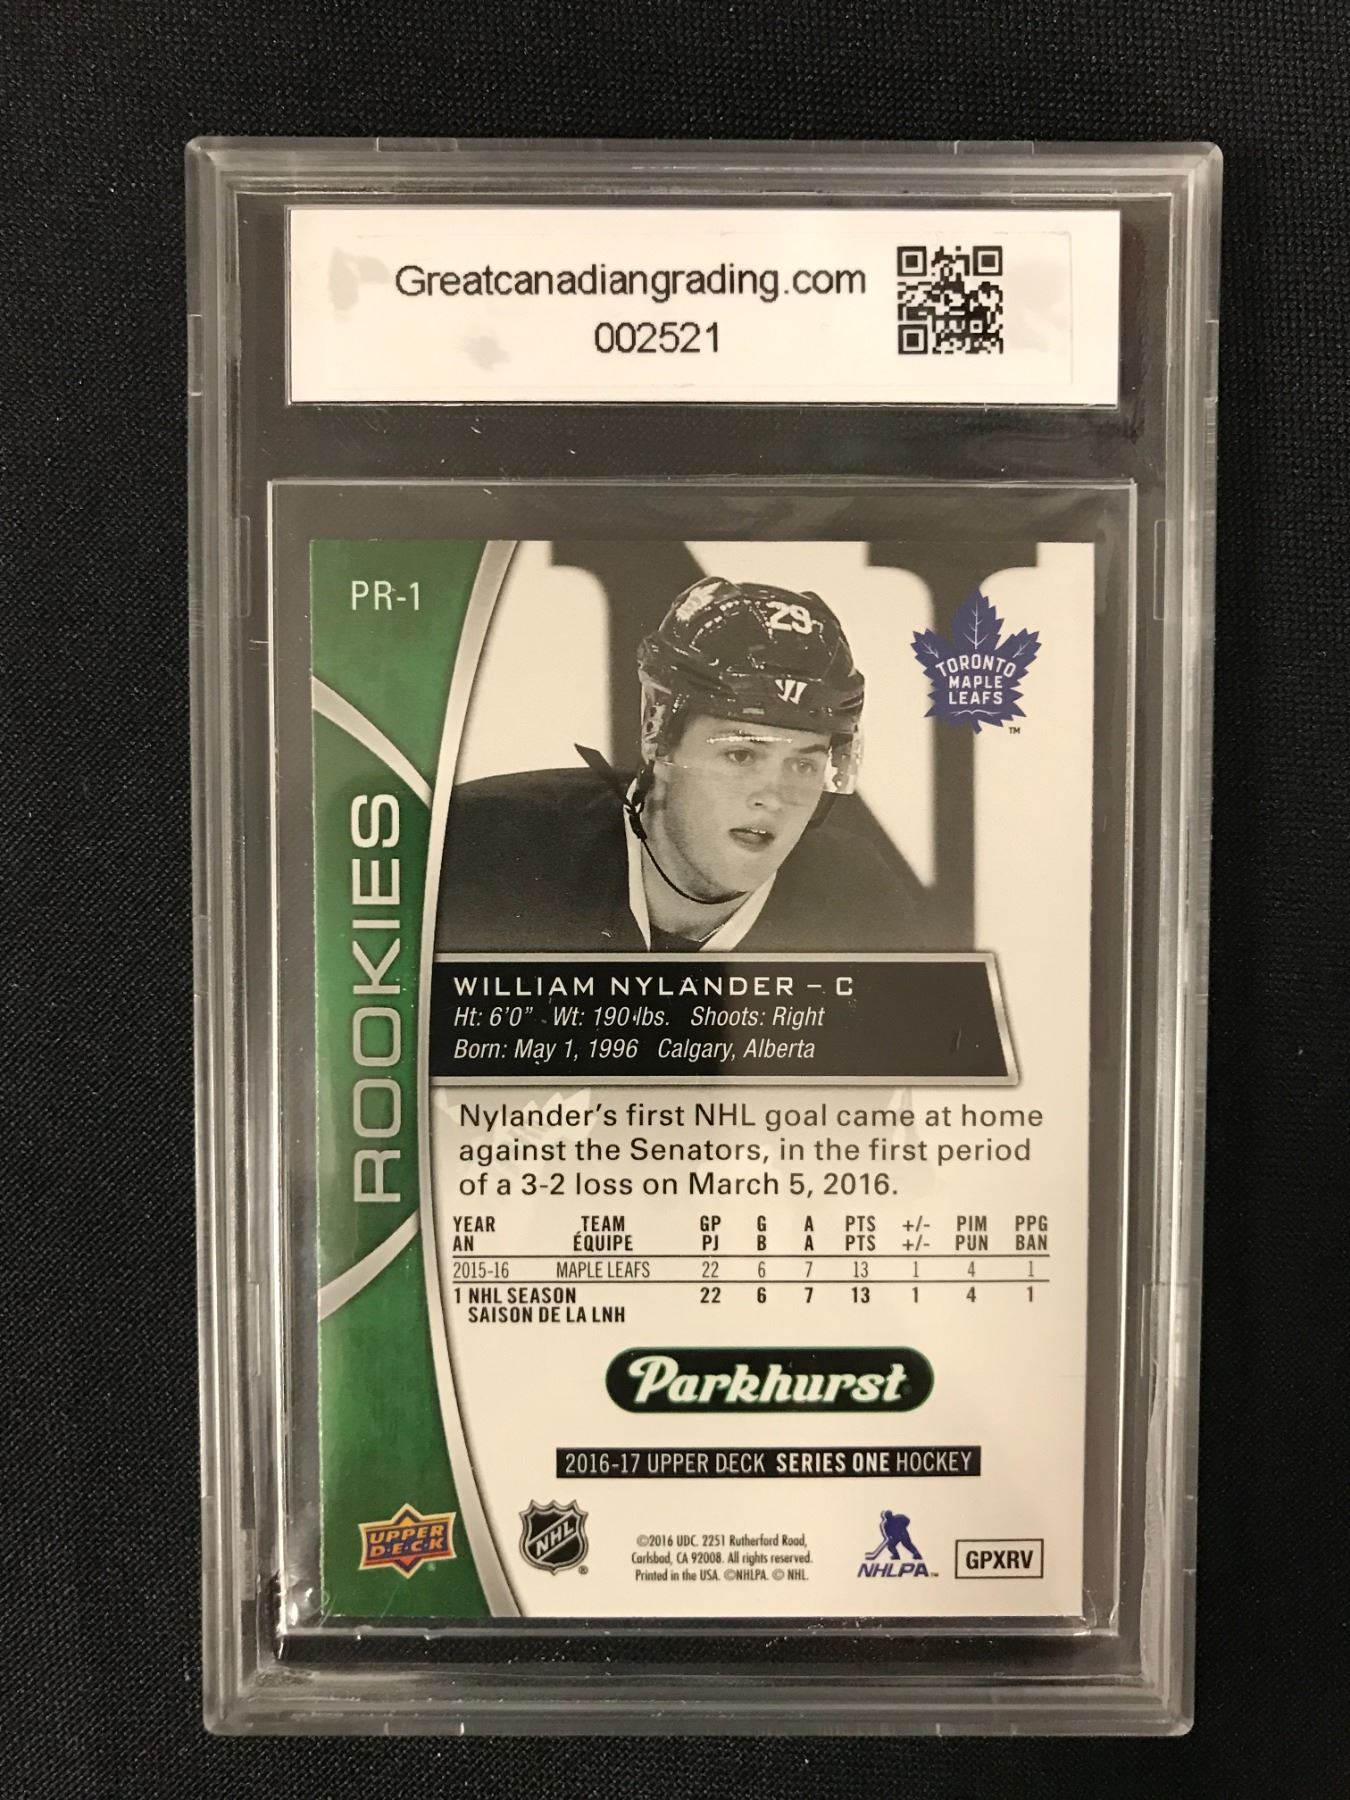 Greatcanadiangrading.com
002521
PR-1
29
TORONTO
MAPLE
LEAFS
TM
ROOKIES
WILLIAM NYLANDER – C
Ht: 6'0" Wt: 190 lbs. Shoots: Right
Born: May 1, 1996 Calgary, Alberta
Nylander's first NHL goal came at home
against the Senators, in the first period
of a 3-2 loss on March 5, 2016.
YEAR TEAM GP G A PTS +/- PIM PPG
AN ÉQUIPE PJ B A PTS +/- PUN BAN
2015-16 MAPLE LEAFS 22 6 7 13 1 4 1
1 NHL SEASON 22 6 7 13 1 4 1
SAISON DE LA LNH
Parkhurst
2016-17 UPPER DECK SERIES ONE HOCKEY
UPPER
D·E·C·K
®
NHL
®
©2016 UDC. 2251 Rutherford Road,
Carlsbad, CA 92008. All rights reserved.
Printed in the USA. ©NHLPA. © NHL.
NHLPA™
GPXRV